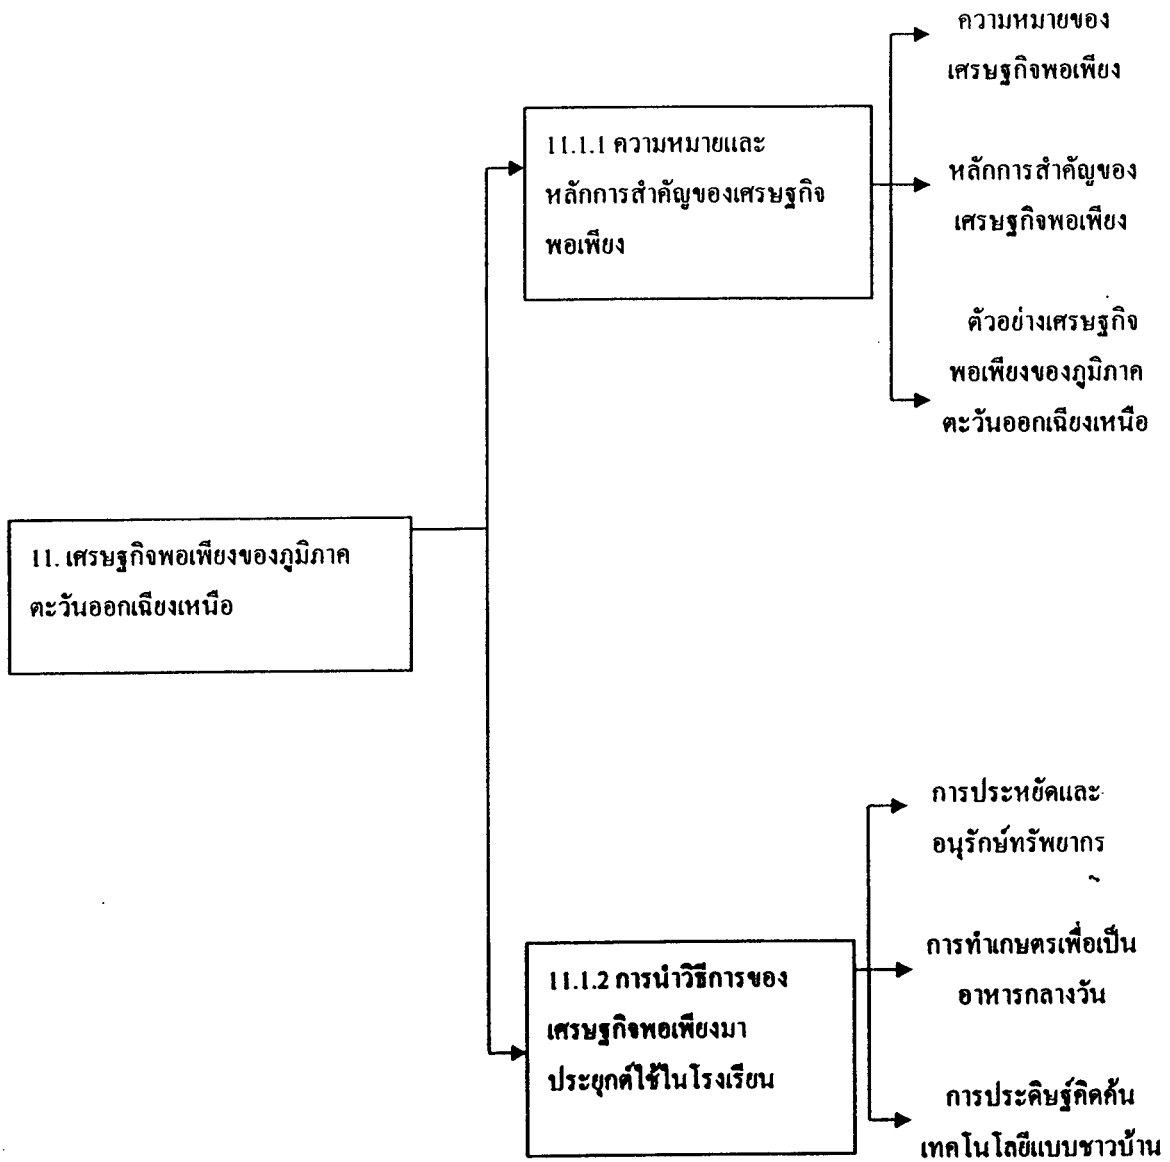 ความหมายของ
เศรษฐกิจพอเพียง
11.1.1 ความหมายและ
หลักการสำคัญของเศรษฐกิจ
พอเพียง
หลักการสำคัญของ
เศรษฐกิจพอเพียง
ตัวอย่างเศรษฐกิจ
พอเพียงของภูมิภาค
ตะวันออกเฉียงเหนือ
11. เศรษฐกิจพอเพียงของภูมิภาค
ตะวันออกเฉียงเหนือ
การประหยัดและ
อนุรักษ์ทรัพยากร
11.1.2 การนำวิธีการของ
เศรษฐกิจพอเพียงมา
ประยุกต์ใช้ในโรงเรียน
การทำเกษตรเพื่อเป็น
อาหารกลางวัน
การประดิษฐ์คิดค้น
เทคโนโลยีแบบชาวบ้าน